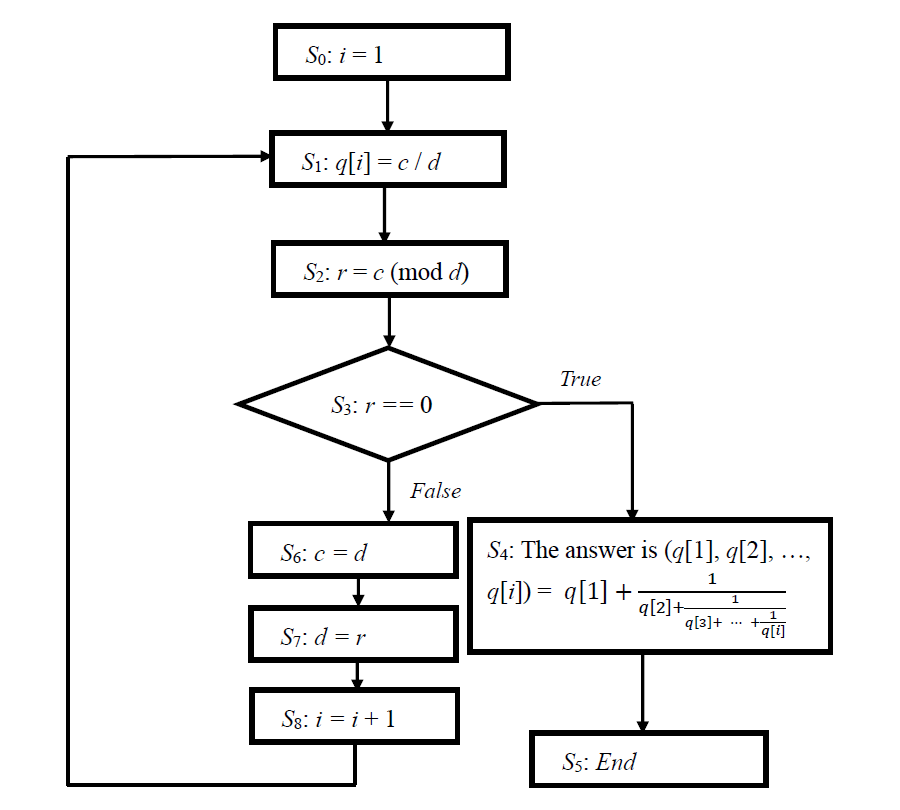 S₀: i = 1
S₁: q[i] = c / d
S₂: r = c (mod d)
True
S₃: r == 0
False
S₄: The answer is (q[1], q[2], …,
q[i]) = q[1] + 1/(q[2]+1/(q[3]+ ⋯ +1/q[i]))
S₆: c = d
S₇: d = r
S₈: i = i + 1
S₅: End